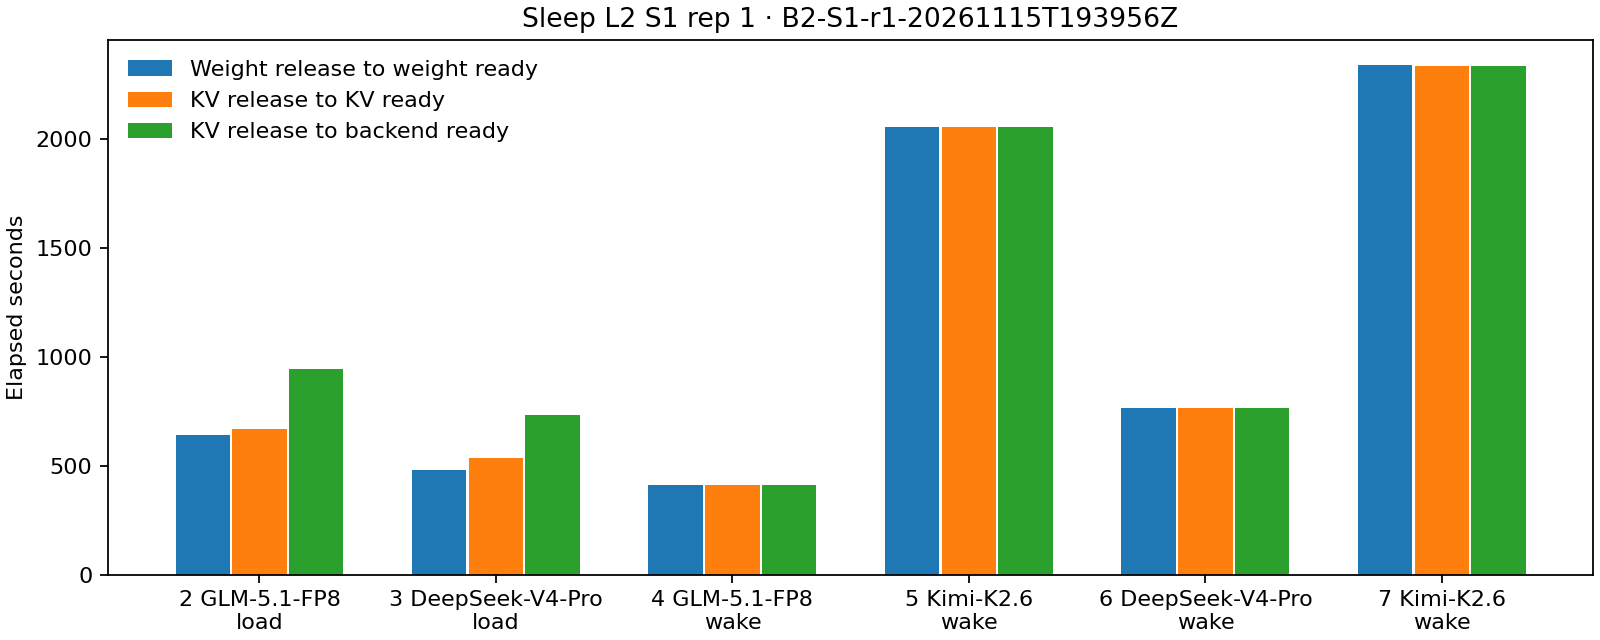 Sleep L2 S1 rep 1 · B2-S1-r1-20261115T193956Z
Weight release to weight ready
KV release to KV ready
KV release to backend ready
Elapsed seconds
2000
1500
1000
500
0
2 GLM-5.1-FP8
load
3 DeepSeek-V4-Pro
load
4 GLM-5.1-FP8
wake
5 Kimi-K2.6
wake
6 DeepSeek-V4-Pro
wake
7 Kimi-K2.6
wake